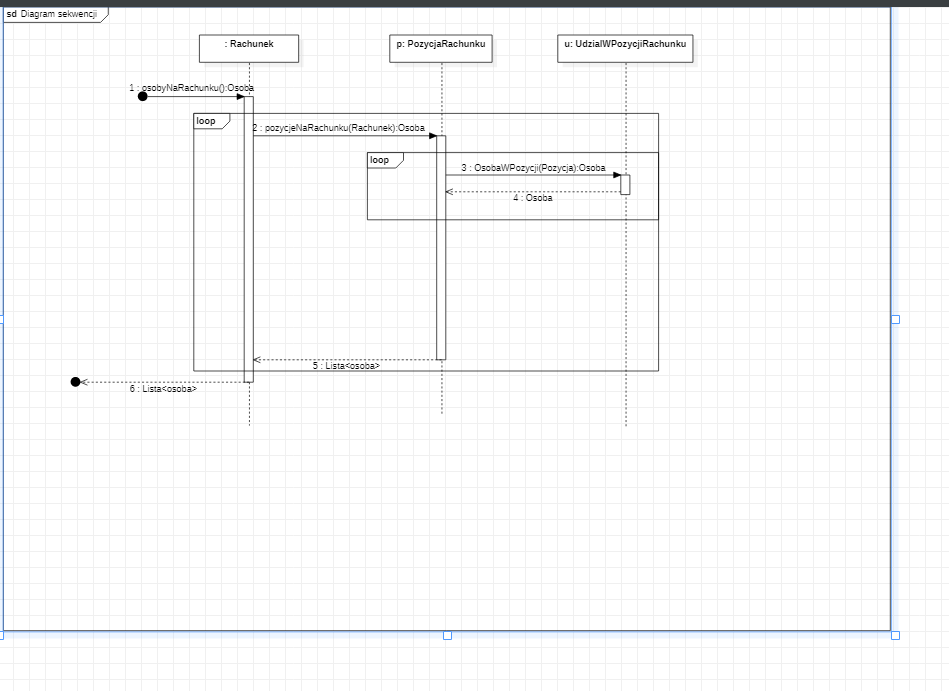 sd Diagram sekwencji
: Rachunek
p: PozycjaRachunku
u: UdzialWPozycjiRachunku
1 : osobyNaRachunku():Osoba
loop
2 : pozycjeNaRachunku(Rachunek):Osoba
loop
3 : OsobaWPozycji(Pozycja):Osoba
4 : Osoba
5 : Lista<osoba>
6 : Lista<osoba>